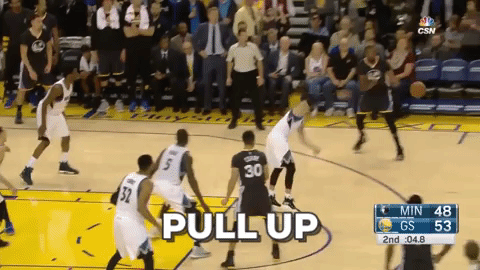 CSN
30
5
32
PULL UP
MIN 48
GS 53
2nd :04.8